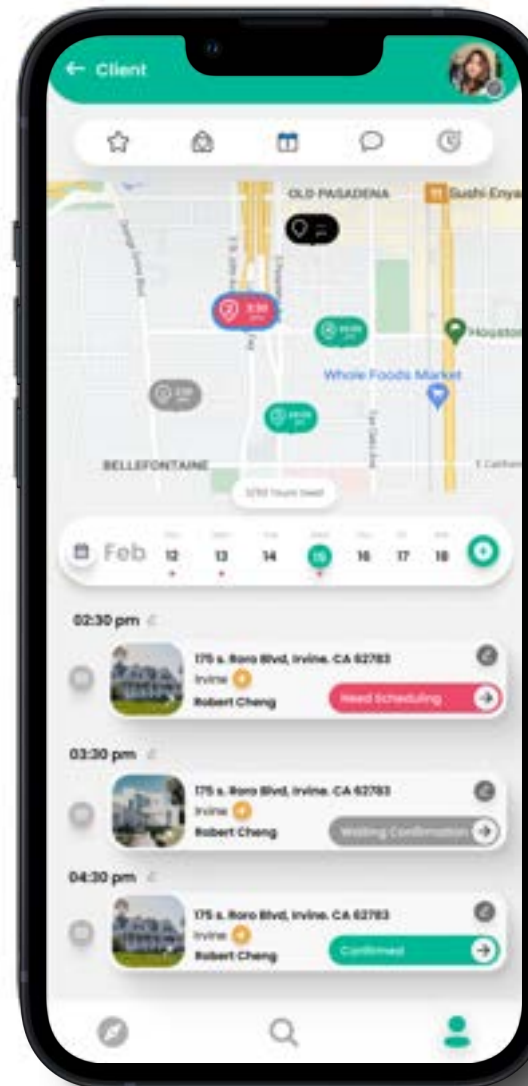 Client
OLD PASADENA
Sushi Enya
3:30
Houston
Whole Foods Market
BELLEFONTAINE
Feb
12
13
14
15
16
17
18
02:30 pm
175 s. Roro Blvd, Irvine. CA 62783
Irvine
Robert Cheng
Need Scheduling
03:30 pm
175 s. Roro Blvd, Irvine. CA 62783
Irvine
Robert Cheng
Waiting Confirmation
04:30 pm
175 s. Roro Blvd, Irvine. CA 62783
Irvine
Robert Cheng
Confirmed